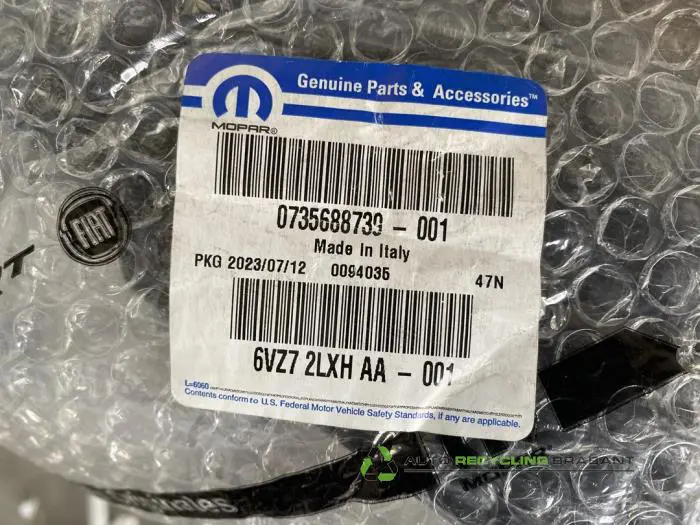 Genuine Parts & Accessories™
MOPAR®
0735688739 - 001
Made In Italy
PKG 2023/07/12 0094035 47N
6VZ7 2LXH AA - 001
L=6060
Contents conform to U.S. Federal Motor Vehicle Safety Standards, if any are applicable.
FIAT
AUTO RECYCLING BRABANT